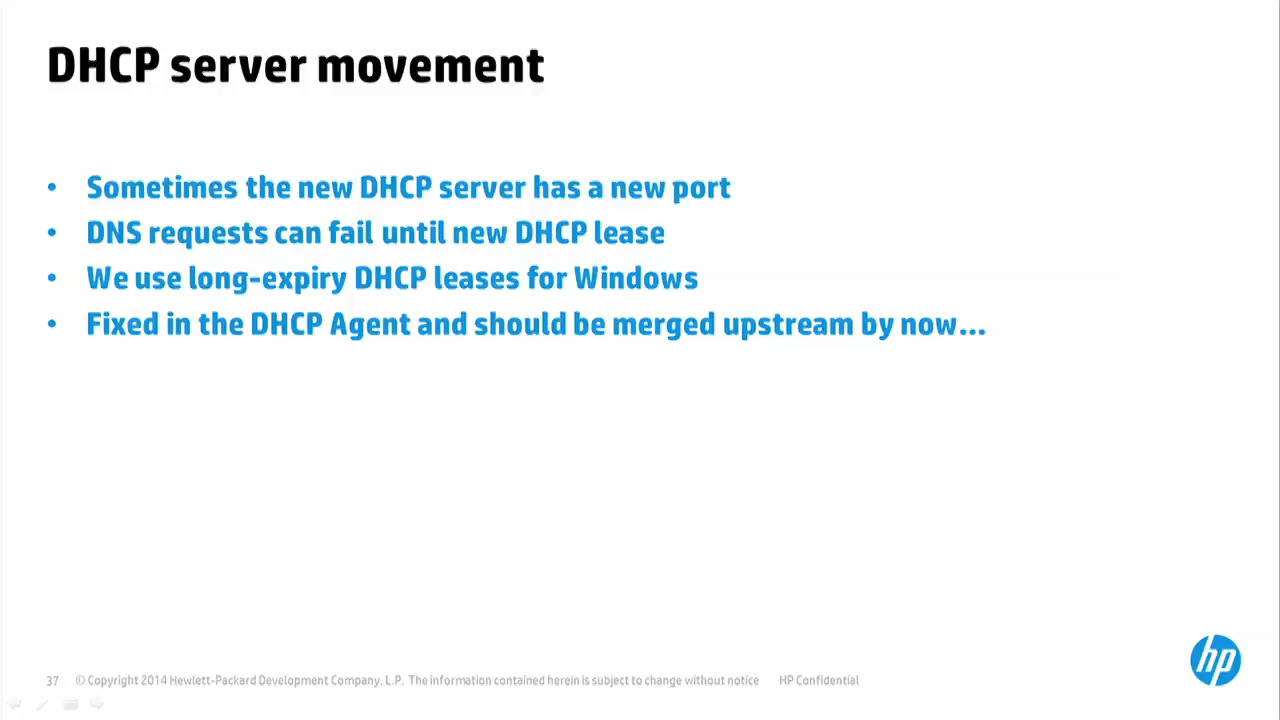 DHCP server movement
• Sometimes the new DHCP server has a new port
• DNS requests can fail until new DHCP lease
• We use long-expiry DHCP leases for Windows
• Fixed in the DHCP Agent and should be merged upstream by now...
hp
37 © Copyright 2014 Hewlett-Packard Development Company, L.P. The information contained herein is subject to change without notice HP Confidential